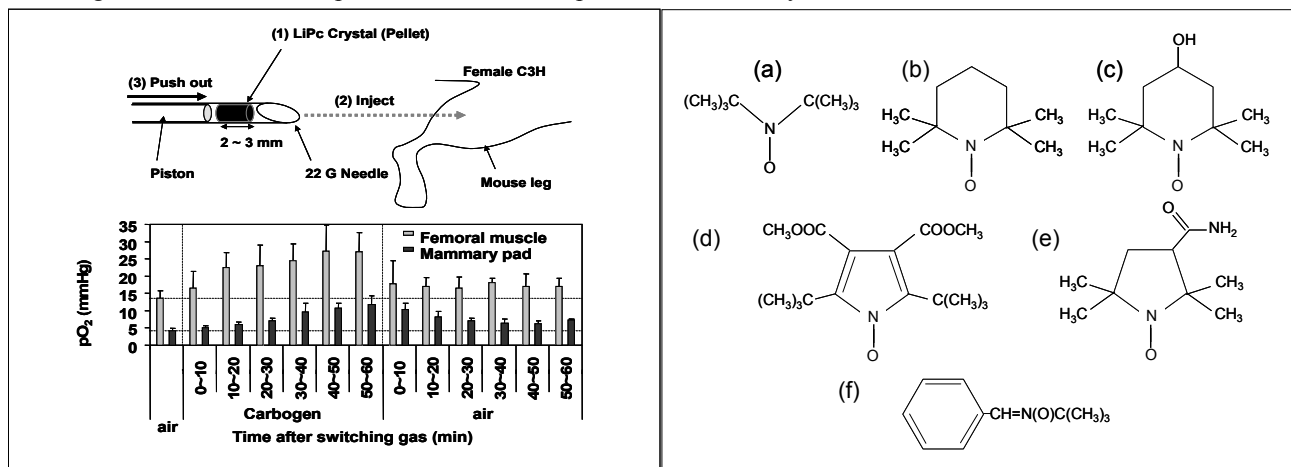 (1) LiPc Crystal (Pellet)
(3) Push out
Female C3H
(2) Inject
2 ~ 3 mm
Piston
22 G Needle
Mouse leg
35
30
25
20
15
10
5
0
pO2 (mmHg)
Femoral muscle
Mammary pad
0~10
10~20
20~30
30~40
40~50
50~60
0~10
10~20
20~30
30~40
40~50
50~60
air
Carbogen
air
Time after switching gas (min)
(a)
(CH3)3C
C(CH3)3
N
O
(b)
H3C
CH3
H3C
N
CH3
O
(c)
OH
H3C
CH3
H3C
N
CH3
O
(d)
CH3OOC
COOCH3
(CH3)3C
C(CH3)3
N
O
(e)
O
NH2
H3C
CH3
H3C
N
CH3
O
(f)
CH=N(O)C(CH3)3